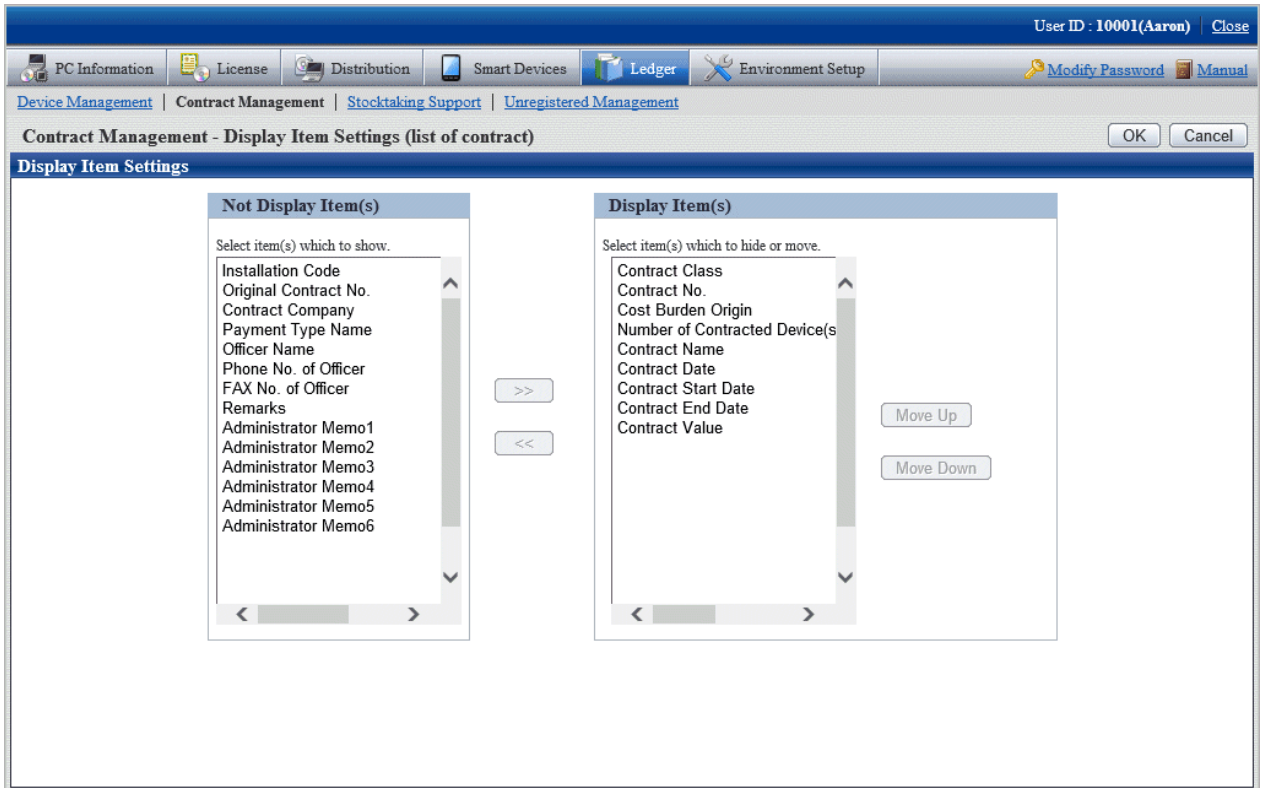 User ID : 10001(Aaron) | Close
PC Information License Distribution Smart Devices Ledger Environment Setup Modify Password Manual
Device Management | Contract Management | Stocktaking Support | Unregistered Management
Contract Management - Display Item Settings (list of contract) OK Cancel
Display Item Settings
Not Display Item(s)
Select item(s) which to show.
Installation Code
Original Contract No.
Contract Company
Payment Type Name
Officer Name
Phone No. of Officer
FAX No. of Officer
Remarks
Administrator Memo1
Administrator Memo2
Administrator Memo3
Administrator Memo4
Administrator Memo5
Administrator Memo6
>>
<<
Display Item(s)
Select item(s) which to hide or move.
Contract Class
Contract No.
Cost Burden Origin
Number of Contracted Device(s
Contract Name
Contract Date
Contract Start Date
Contract End Date
Contract Value
Move Up
Move Down